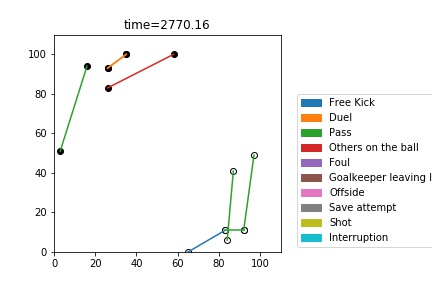 time=2770.16
100
80
60
40
20
0
0 20 40 60 80 100
Free Kick
Duel
Pass
Others on the ball
Foul
Goalkeeper leaving l
Offside
Save attempt
Shot
Interruption